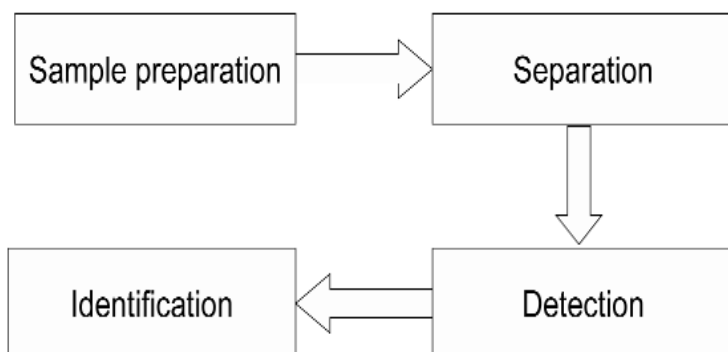 Sample preparation
Separation
Detection
Identification